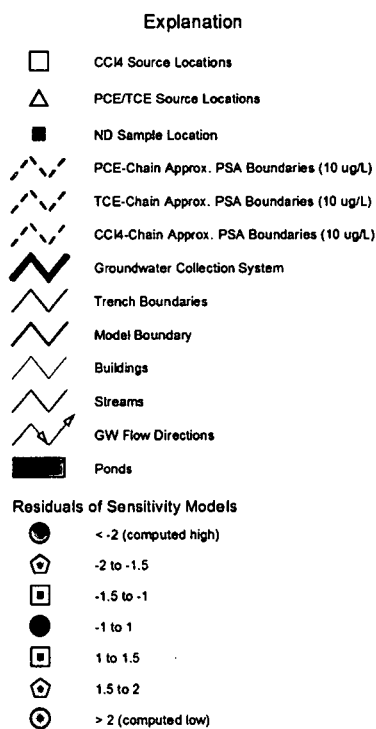 Explanation
CCl4 Source Locations
PCE/TCE Source Locations
ND Sample Location
PCE-Chain Approx. PSA Boundaries (10 ug/L)
TCE-Chain Approx. PSA Boundaries (10 ug/L)
CCl4-Chain Approx. PSA Boundaries (10 ug/L)
Groundwater Collection System
Trench Boundaries
Model Boundary
Buildings
Streams
GW Flow Directions
Ponds
Residuals of Sensitivity Models
< -2 (computed high)
-2 to -1.5
-1.5 to -1
-1 to 1
1 to 1.5
1.5 to 2
> 2 (computed low)